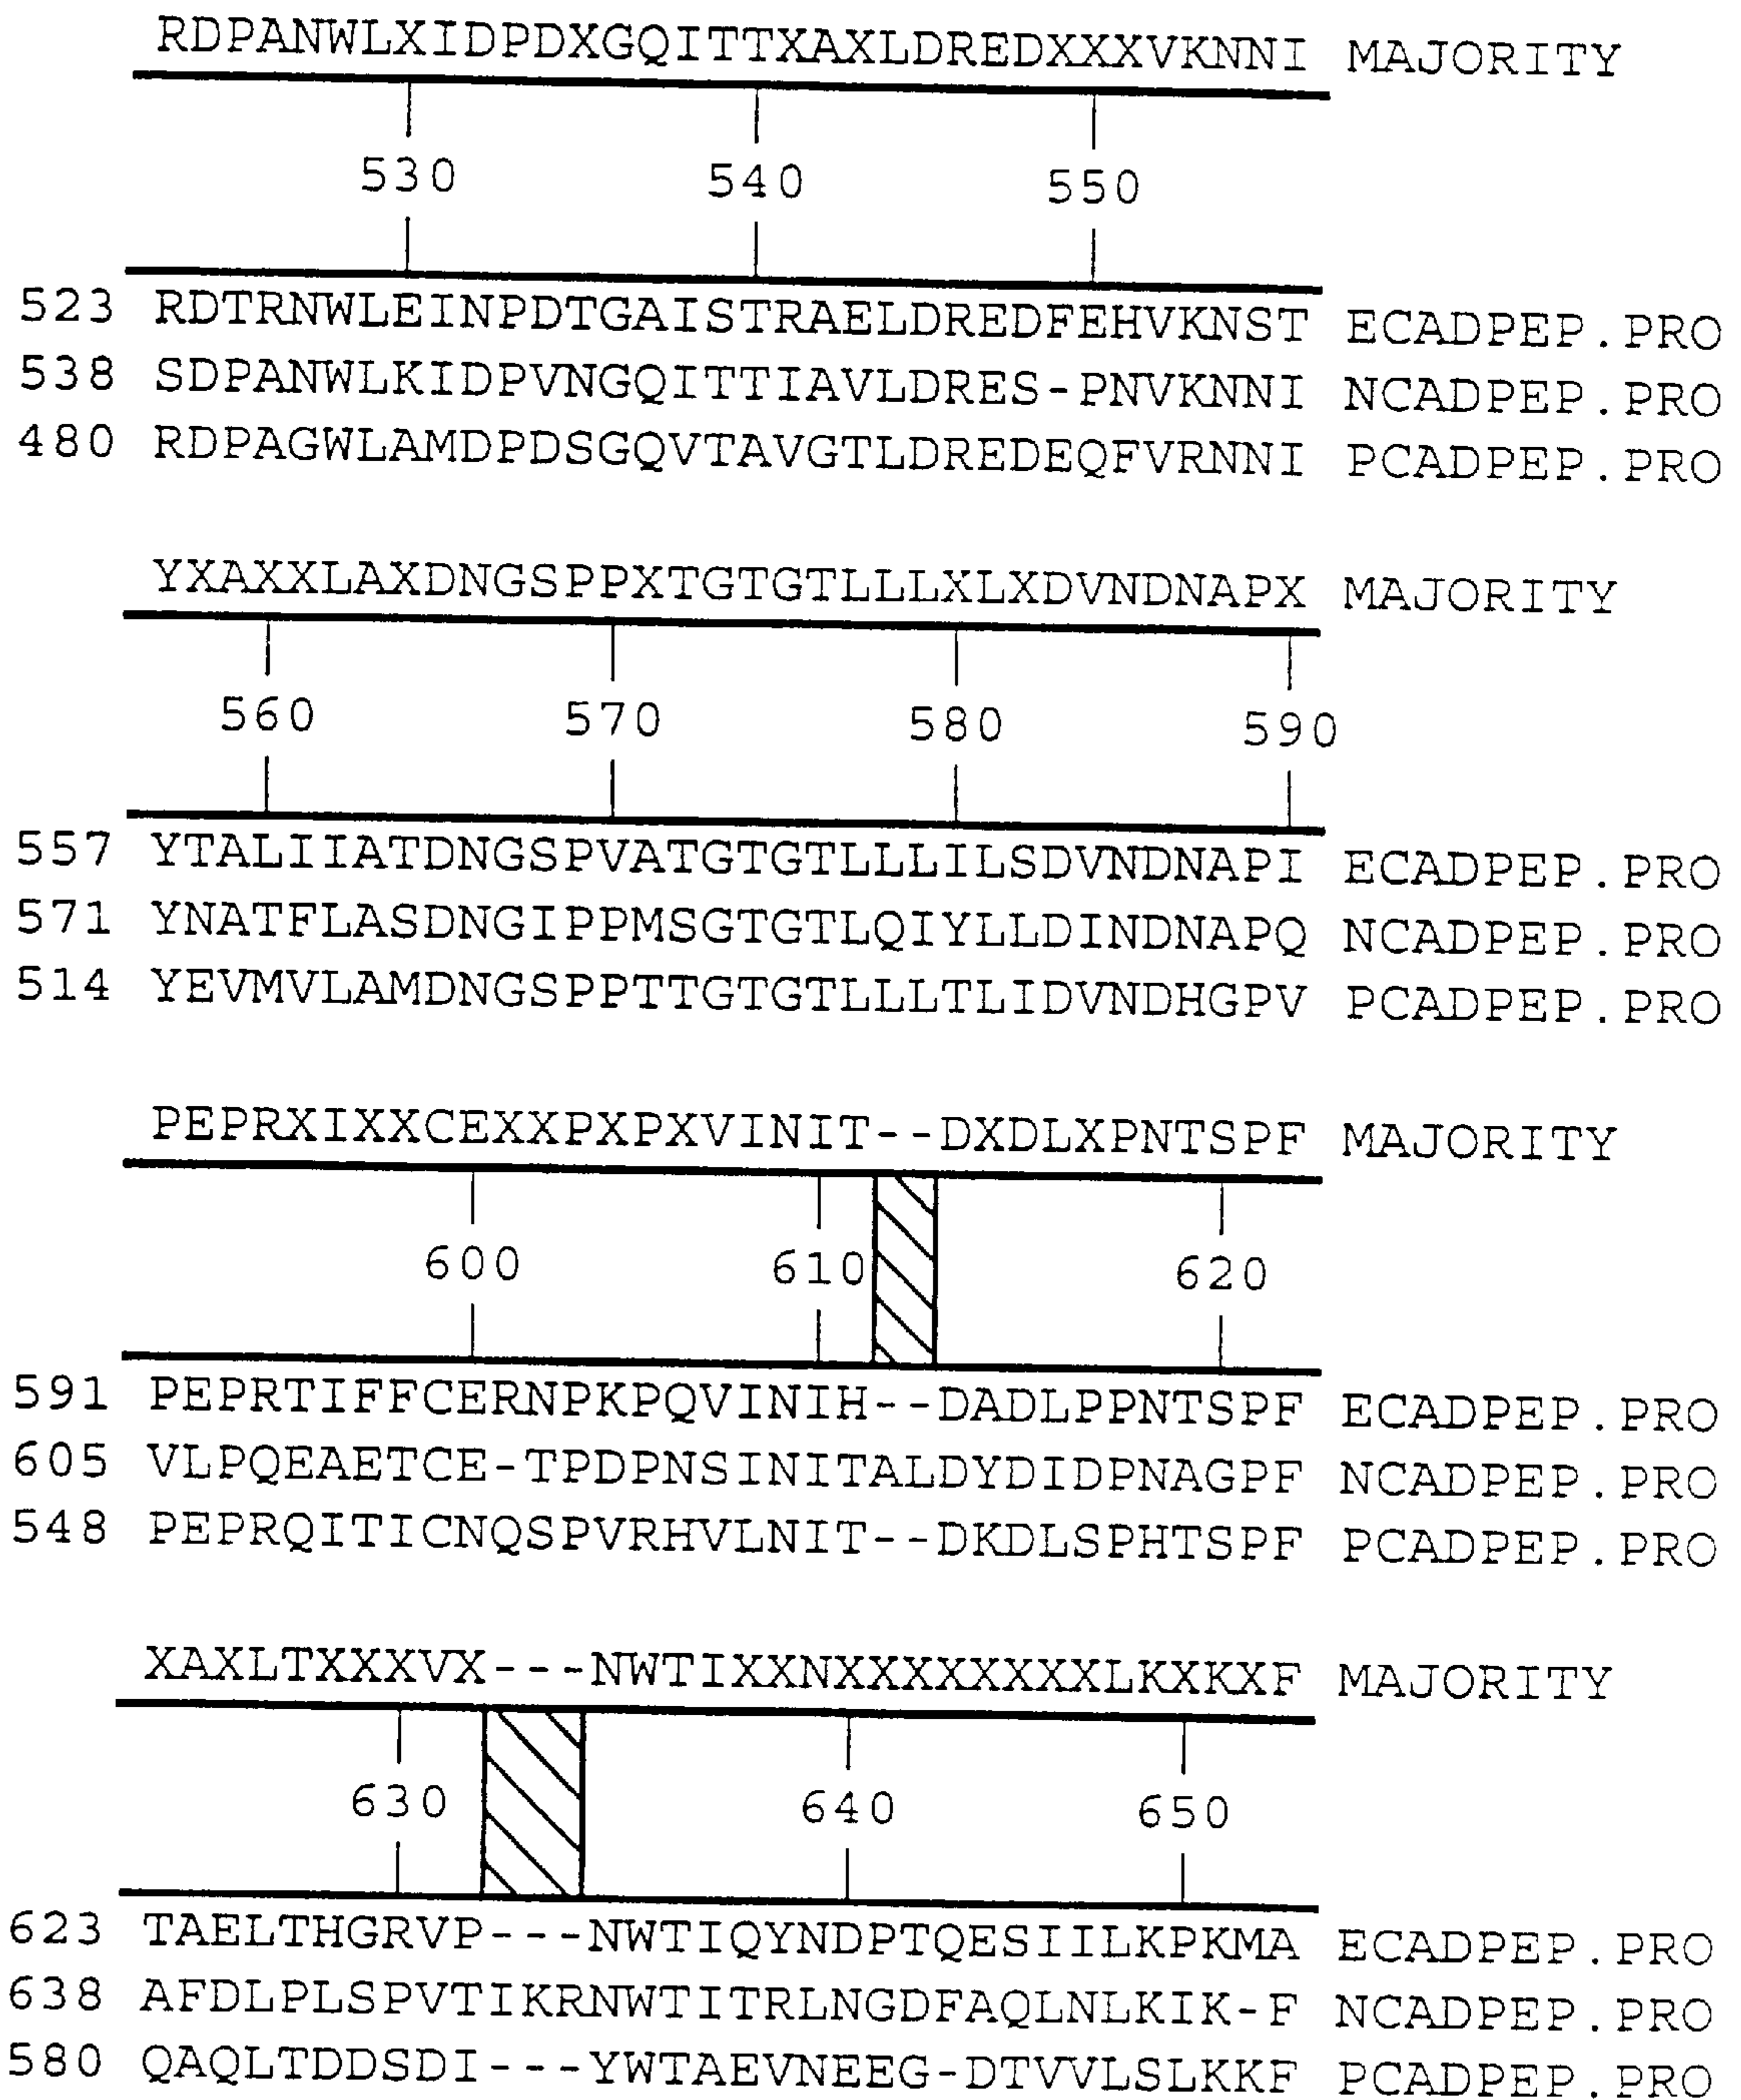 RDPANWLXIDPDXGQITTXAXLDREDXXXVKNNI MAJORITY
530 540 550
523 RDTRNWLEINPDTGAISTRAELDREDFEHVKNST ECADPEP.PRO
538 SDPANWLKIDPVNGQITTIAVLDRES-PNVKNNI NCADPEP.PRO
480 RDPAGWLAMDPDSGQVTAVGTLDREDEQFVRNNI PCADPEP.PRO
YXAXXLAXDNGSPPXTGTGTLLLXLXDVNDNAPX MAJORITY
560 570 580 590
557 YTALIIATDNGSPVATGTGTLLLILSDVNDNAPI ECADPEP.PRO
571 YNATFLASDNGIPPMSGTGTLQIYLLDINDNAPQ NCADPEP.PRO
514 YEVMVLAMDNGSPPTTGTGTLLLTLIDVNDHGPV PCADPEP.PRO
PEPRXIXXCEXXPXPXVINIT--DXDLXPNTSPF MAJORITY
600 610 620
591 PEPRTIFFCERNPKPQVINIH--DADLPPNTSPF ECADPEP.PRO
605 VLPQEAETCE-TPDPNSINITALDYDIDPNAGPF NCADPEP.PRO
548 PEPRQITICNQSPVRHVLNIT--DKDLSPHTSPF PCADPEP.PRO
XAXLTXXXVX---NWTIXXNXXXXXXXXLKXKXF MAJORITY
630 640 650
623 TAELTHGRVP---NWTIQYNDPTQESIILKPKMA ECADPEP.PRO
638 AFDLPLSPVTIKRNWTITRLNGDFAQLNLKIK-F NCADPEP.PRO
580 QAQLTDDSDI---YWTAEVNEEG-DTVVLSLKKF PCADPEP.PRO